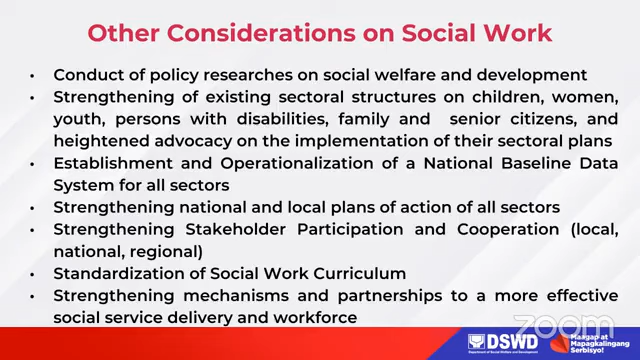 Other Considerations on Social Work
• Conduct of policy researches on social welfare and development
• Strengthening of existing sectoral structures on children, women,
youth, persons with disabilities, family and senior citizens, and
heightened advocacy on the implementation of their sectoral plans
• Establishment and Operationalization of a National Baseline Data
System for all sectors
• Strengthening national and local plans of action of all sectors
• Strengthening Stakeholder Participation and Cooperation (local,
national, regional)
• Standardization of Social Work Curriculum
• Strengthening mechanisms and partnerships to a more effective
social service delivery and workforce
zoom
DSWD
Department of Social Welfare and Development
Maagap at
Mapagkalingang
Serbisyo!